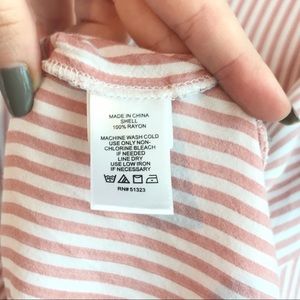 MADE IN CHINA
SHELL
100% RAYON
MACHINE WASH COLD
USE ONLY NON-
CHLORINE BLEACH
IF NEEDED
LINE DRY
USE LOW IRON
IF NECESSARY
RN# 51323